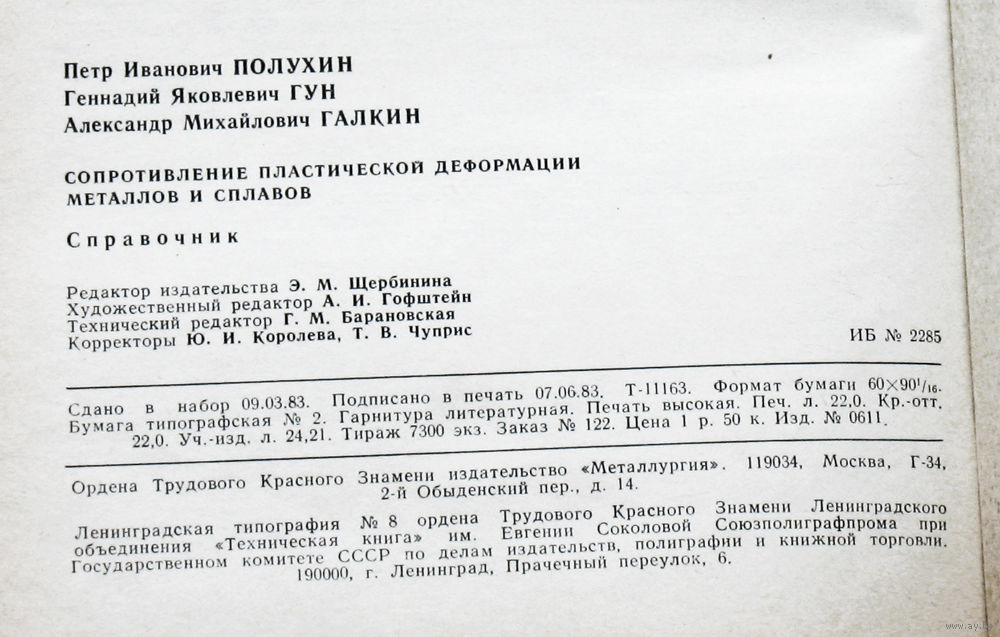 Петр Иванович ПОЛУХИН
Геннадий Яковлевич ГУН
Александр Михайлович ГАЛКИН
СОПРОТИВЛЕНИЕ ПЛАСТИЧЕСКОЙ ДЕФОРМАЦИИ
МЕТАЛЛОВ И СПЛАВОВ
Справочник
Редактор издательства Э. М. Щербинина
Художественный редактор А. И. Гофштейн
Технический редактор Г. М. Барановская
Корректоры Ю. И. Королева, Т. В. Чуприс
ИБ № 2285
Сдано в набор 09.03.83. Подписано в печать 07.06.83. Т-11163. Формат бумаги 60×90¹/₁₆.
Бумага типографская № 2. Гарнитура литературная. Печать высокая. Печ. л. 22,0. Кр.-отт.
22,0. Уч.-изд. л. 24,21. Тираж 7300 экз. Заказ № 122. Цена 1 р. 50 к. Изд. № 0611.
Ордена Трудового Красного Знамени издательство «Металлургия». 119034, Москва, Г-34,
2-й Обыденский пер., д. 14.
Ленинградская типография № 8 ордена Трудового Красного Знамени Ленинградского
объединения «Техническая книга» им. Евгении Соколовой Союзполиграфпрома при
Государственном комитете СССР по делам издательств, полиграфии и книжной торговли.
190000, г. Ленинград, Прачечный переулок, 6.